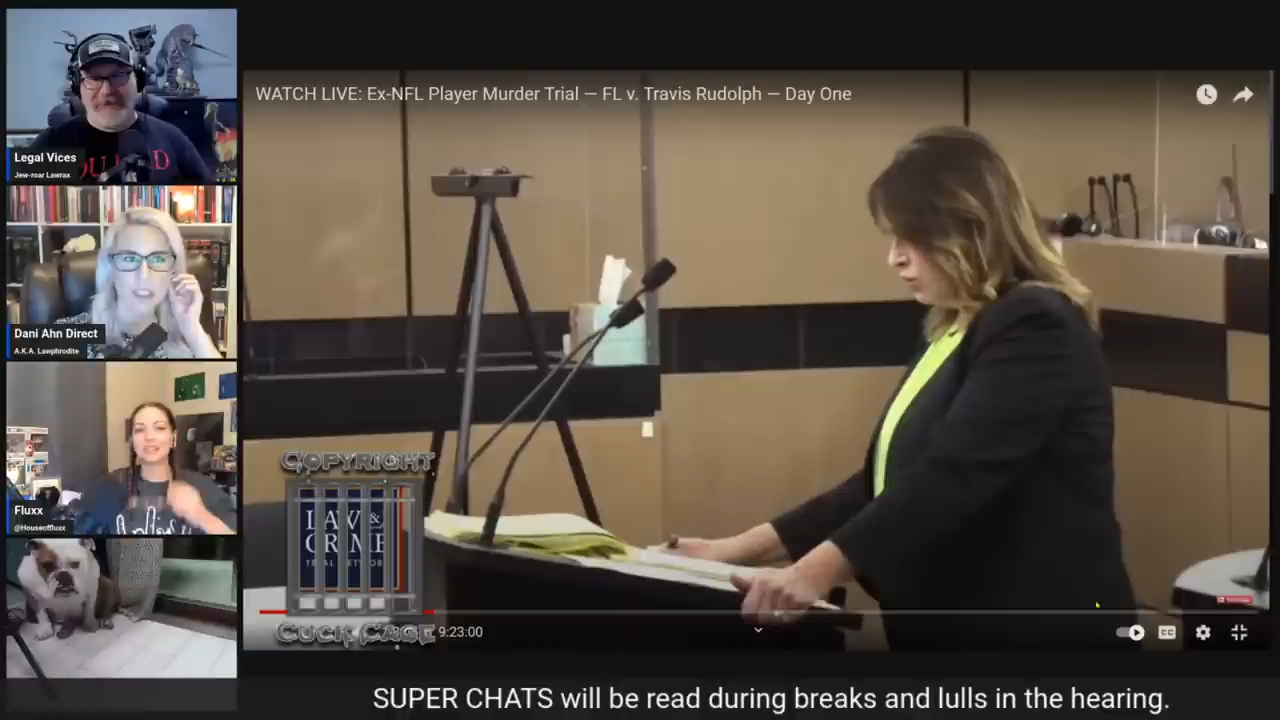 Legal Vices
Jew-roar Lawrax
Dani Ahn Direct
A.K.A. Lawphrodite
Fluxx
@Houseoffluxx
WATCH LIVE: Ex-NFL Player Murder Trial — FL v. Travis Rudolph — Day One
COPYRIGHT
LAW &
CRIME
CUCK CAGE
9:23:00
CC
SUPER CHATS will be read during breaks and lulls in the hearing.